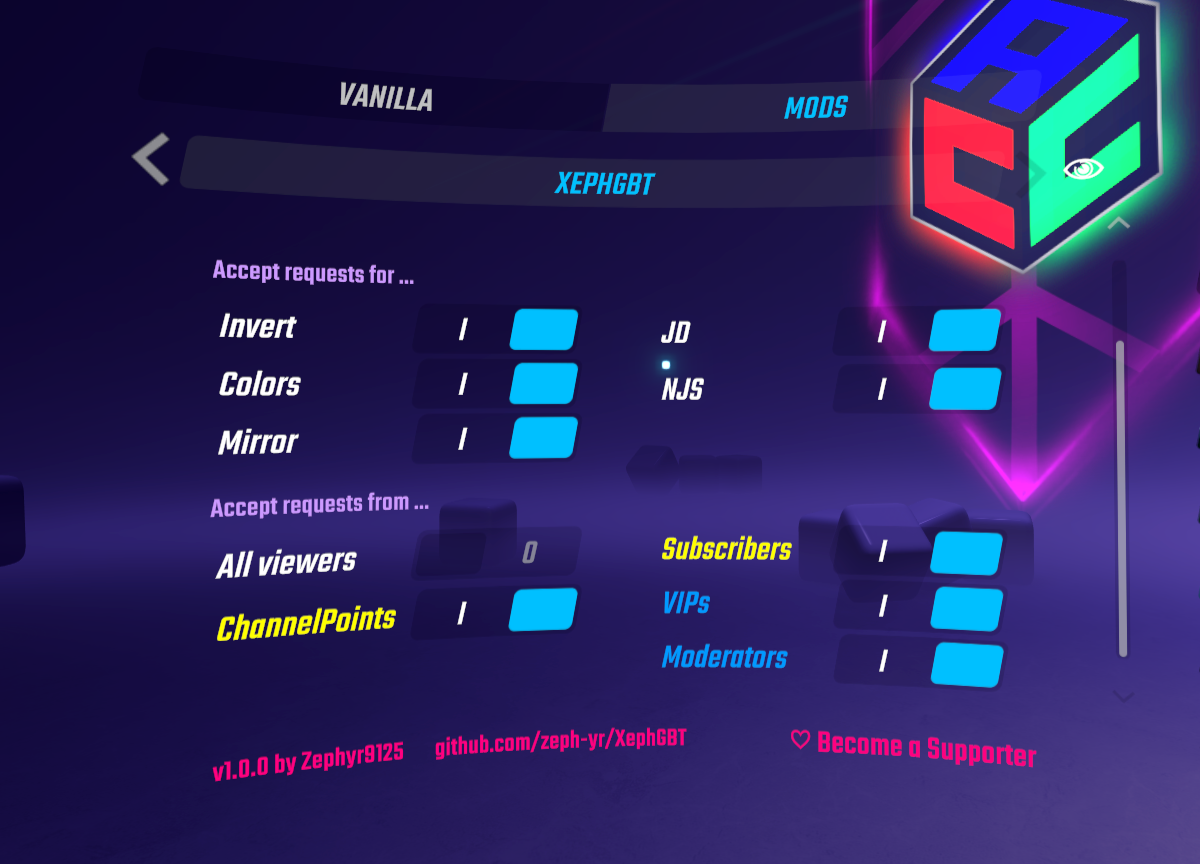 VANILLA
MODS
XEPHGBT
Accept requests for ...
Invert
I
JD
I
Colors
I
NJS
I
Mirror
I
Accept requests from ...
All viewers
0
Subscribers
I
ChannelPoints
I
VIPs
I
Moderators
I
v1.0.0 by Zephyr9125
github.com/zeph-yr/XephGBT
♡ Become a Supporter
A
C
C